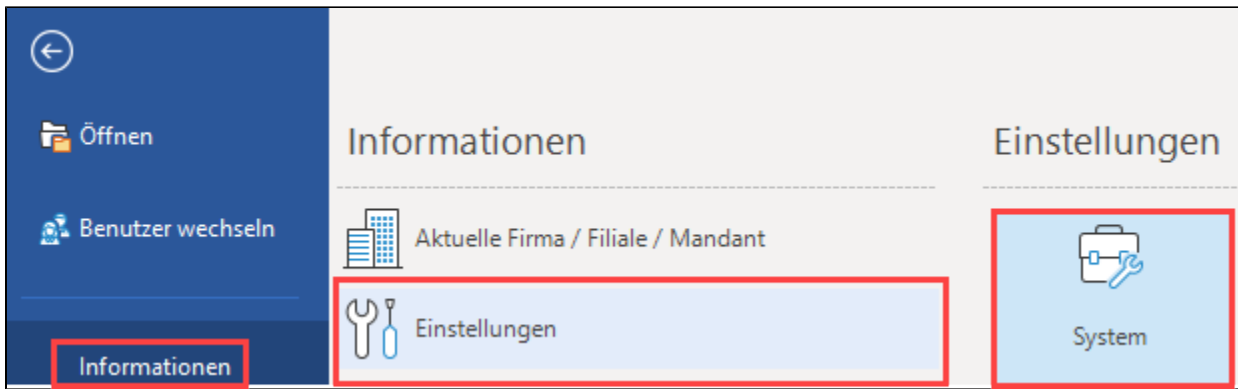 Öffnen
Benutzer wechseln
Informationen
Informationen
Aktuelle Firma / Filiale / Mandant
Einstellungen
Einstellungen
System